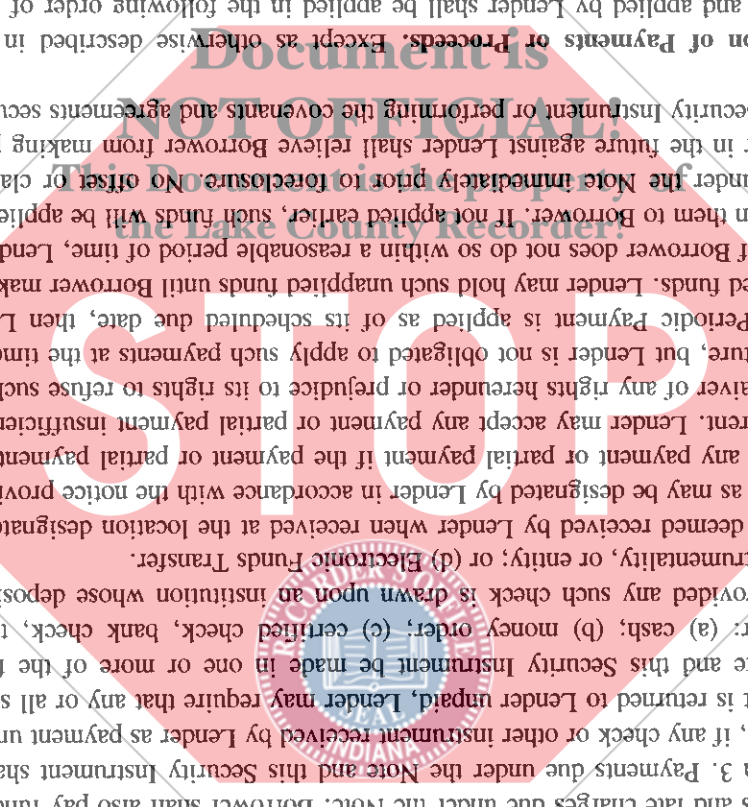 Document is
NOT OFFICIAL!
This Document is the property of
the Lake County Recorder!
STOP
RECORDER'S OFFICE
SEAL
INDIANA
and late charges due under the Note. Borrower shall also pay
3. Payments due under the Note and this Security Instrument sha
, if any check or other instrument received by Lender as payment un
t is returned to Lender unpaid, Lender may require that any or all s
te and this Security Instrument be made in one or more of the f
r: (a) cash; (b) money order; (c) certified check, bank check, t
rovided any such check is drawn upon an institution whose deposi
strumentality, or entity; or (d) Electronic Funds Transfer.
deemed received by Lender when received at the location designate
as may be designated by Lender in accordance with the notice provi
any payment or partial payment if the payment or partial payment
rent. Lender may accept any payment or partial payment insufficien
aiver of any rights hereunder or prejudice to its rights to refuse such
ture, but Lender is not obligated to apply such payments at the time
Periodic Payment is applied as of its scheduled due date, then L
ed funds. Lender may hold such unapplied funds until Borrower mak
f Borrower does not do so within a reasonable period of time, Lend
n them to Borrower. If not applied earlier, such funds will be applie
nder the Note immediately prior to foreclosure. No offset or cla
r in the future against Lender shall relieve Borrower from making
ecurity Instrument or performing the covenants and agreements secu
on of Payments or Proceeds. Except as otherwise described in
and applied by Lender shall be applied in the following order of